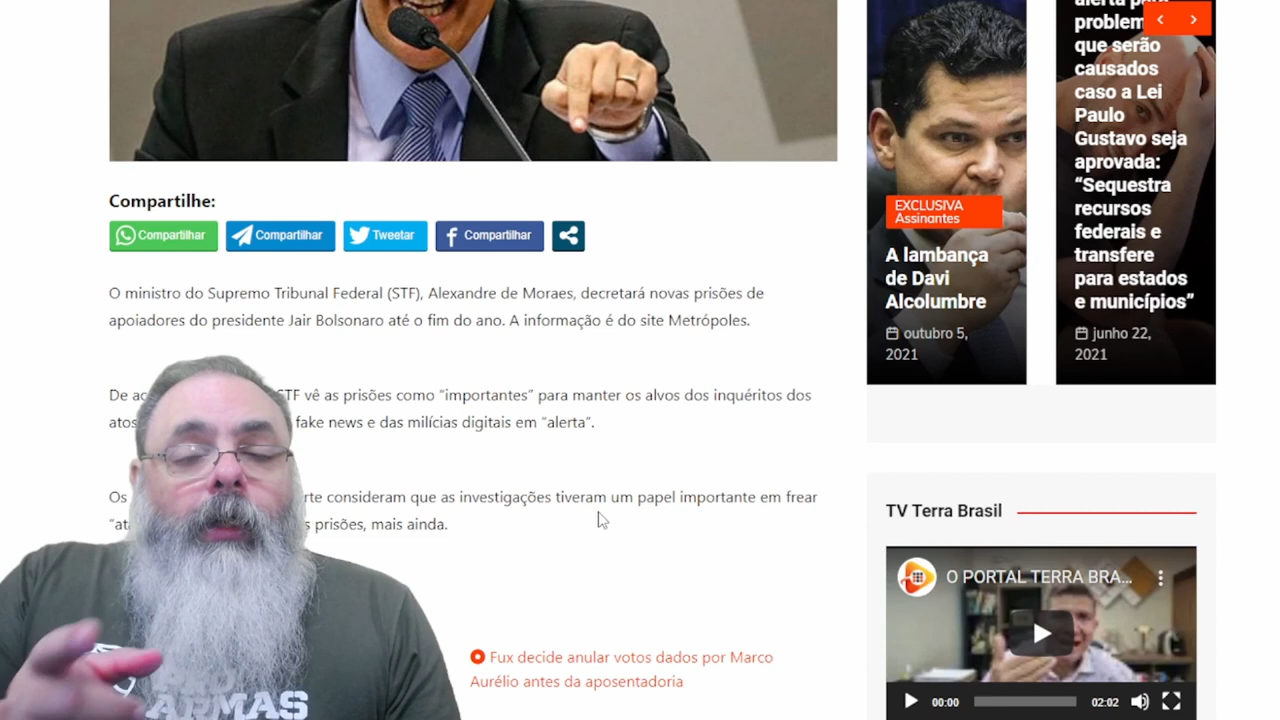 Compartilhe:
Compartilhar
Compartilhar
Tweetar
Compartilhar
O ministro do Supremo Tribunal Federal (STF), Alexandre de Moraes, decretará novas prisões de
apoiadores do presidente Jair Bolsonaro até o fim do ano. A informação é do site Metrópoles.
De STF vê as prisões como “importantes” para manter os alvos dos inquéritos dos
atos fake news e das milícias digitais em “alerta”.
Os consideram que as investigações tiveram um papel importante em frear
prisões, mais ainda.
Fux decide anular votos dados por Marco
Aurélio antes da aposentadoria
PRO
ARMAS
EXCLUSIVA
Assinantes
A lambança
de Davi
Alcolumbre
outubro 5,
2021
alerta para
que serão
causados
caso a Lei
Paulo
Gustavo seja
aprovada:
“Sequestra
recursos
federais e
transfere
para estados
e municípios”
junho 22,
2021
TV Terra Brasil
O PORTAL TERRA BRA...
00:00
02:02